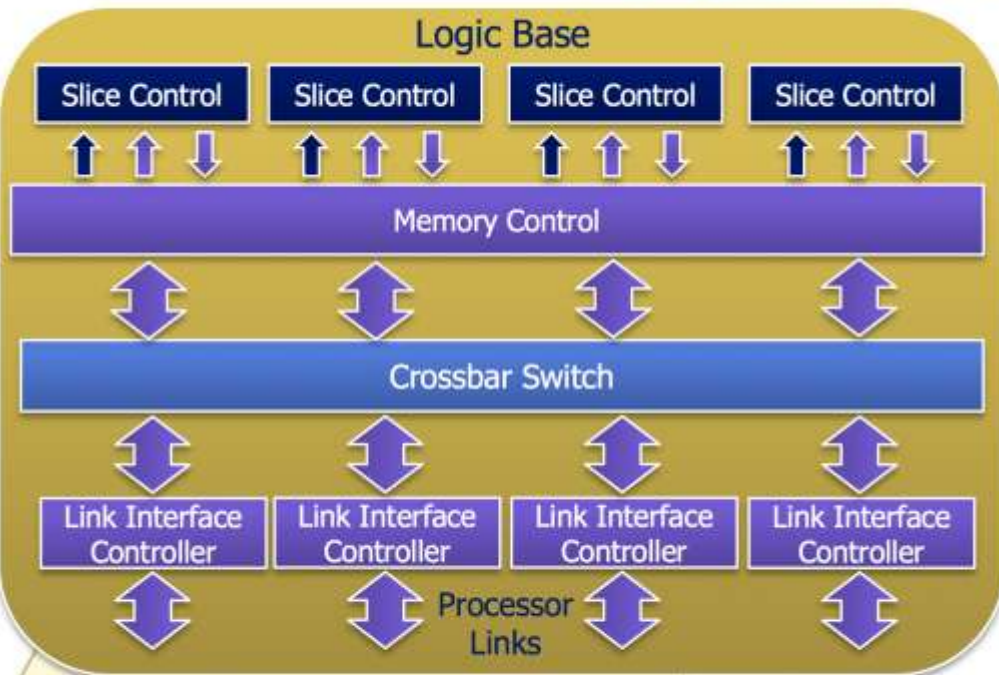 Logic Base
Slice Control
Slice Control
Slice Control
Slice Control
Memory Control
Crossbar Switch
Link Interface
Controller
Link Interface
Controller
Link Interface
Controller
Link Interface
Controller
Processor
Links